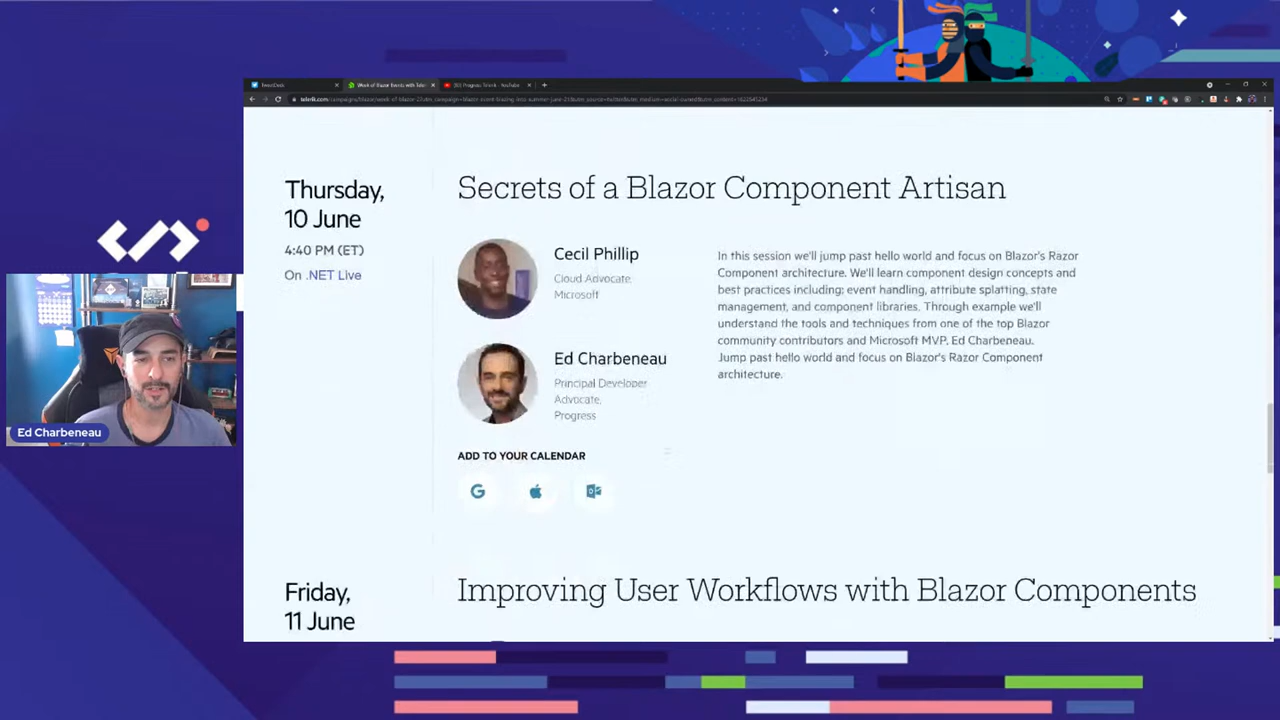 Thursday,
10 June
4:40 PM (ET)
On .NET Live
Secrets of a Blazor Component Artisan
Cecil Phillip
Cloud Advocate,
Microsoft
Ed Charbeneau
Principal Developer
Advocate,
Progress
In this session we'll jump past hello world and focus on Blazor's Razor
Component architecture. We'll learn component design concepts and
best practices including: event handling, attribute splatting, state
management, and component libraries. Through example we'll
understand the tools and techniques from one of the top Blazor
community contributors and Microsoft MVP, Ed Charbeneau.
Jump past hello world and focus on Blazor's Razor Component
architecture.
ADD TO YOUR CALENDAR
Friday,
11 June
Improving User Workflows with Blazor Components
Ed Charbeneau